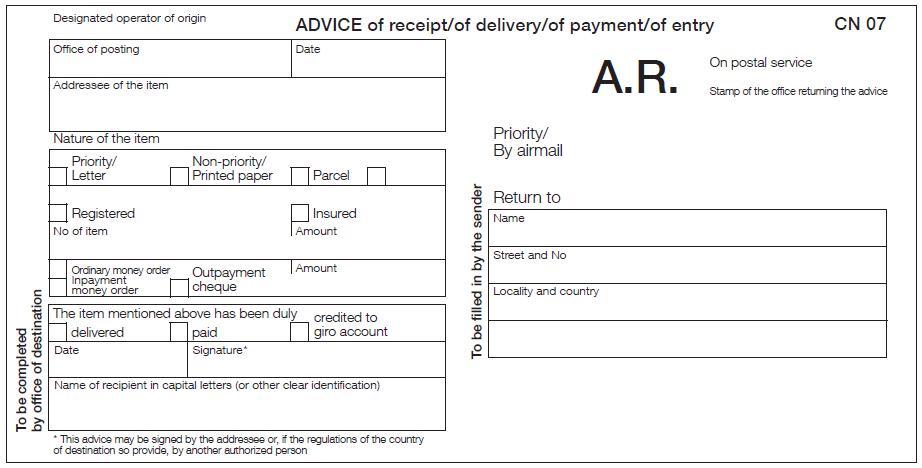 Designated operator of origin
ADVICE of receipt/of delivery/of payment/of entry
CN 07
Office of posting
Date
Addressee of the item
A.R.
On postal service
Stamp of the office returning the advice
Priority/
By airmail
Nature of the item
Priority/
Letter
Non-priority/
Printed paper
Parcel
Registered
Insured
No of item
Amount
Ordinary money order
Inpayment
money order
Outpayment
cheque
Amount
To be completed
by office of destination
The item mentioned above has been duly
delivered
paid
credited to
giro account
Date
Signature*
Name of recipient in capital letters (or other clear identification)
* This advice may be signed by the addressee or, if the regulations of the country
of destination so provide, by another authorized person
To be filled in by the sender
Return to
Name
Street and No
Locality and country